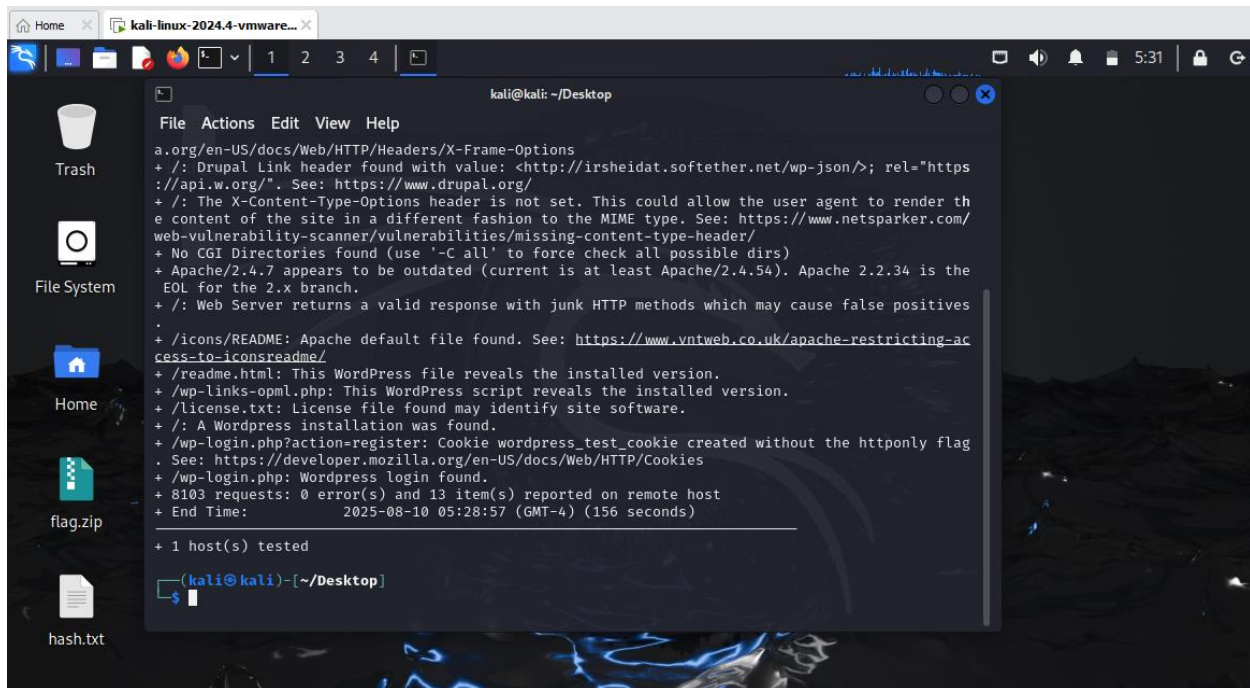 Home
kali-linux-2024.4-vmware...
1 2 3 4
5:31
kali@kali: ~/Desktop
File Actions Edit View Help
a.org/en-US/docs/Web/HTTP/Headers/X-Frame-Options
+ /: Drupal Link header found with value: <http://irsheidat.softether.net/wp-json/>; rel="https
://api.w.org/". See: https://www.drupal.org/
+ /: The X-Content-Type-Options header is not set. This could allow the user agent to render th
e content of the site in a different fashion to the MIME type. See: https://www.netsparker.com/
web-vulnerability-scanner/vulnerabilities/missing-content-type-header/
+ No CGI Directories found (use '-C all' to force check all possible dirs)
+ Apache/2.4.7 appears to be outdated (current is at least Apache/2.4.54). Apache 2.2.34 is the
EOL for the 2.x branch.
+ /: Web Server returns a valid response with junk HTTP methods which may cause false positives
.
+ /icons/README: Apache default file found. See: https://www.vntweb.co.uk/apache-restricting-ac
cess-to-iconsreadme/
+ /readme.html: This WordPress file reveals the installed version.
+ /wp-links-opml.php: This WordPress script reveals the installed version.
+ /license.txt: License file found may identify site software.
+ /: A Wordpress installation was found.
+ /wp-login.php?action=register: Cookie wordpress_test_cookie created without the httponly flag
. See: https://developer.mozilla.org/en-US/docs/Web/HTTP/Cookies
+ /wp-login.php: Wordpress login found.
+ 8103 requests: 0 error(s) and 13 item(s) reported on remote host
+ End Time: 2025-08-10 05:28:57 (GMT-4) (156 seconds)
+ 1 host(s) tested
(kali㉿kali)-[~/Desktop]
$
Trash
File System
Home
flag.zip
hash.txt